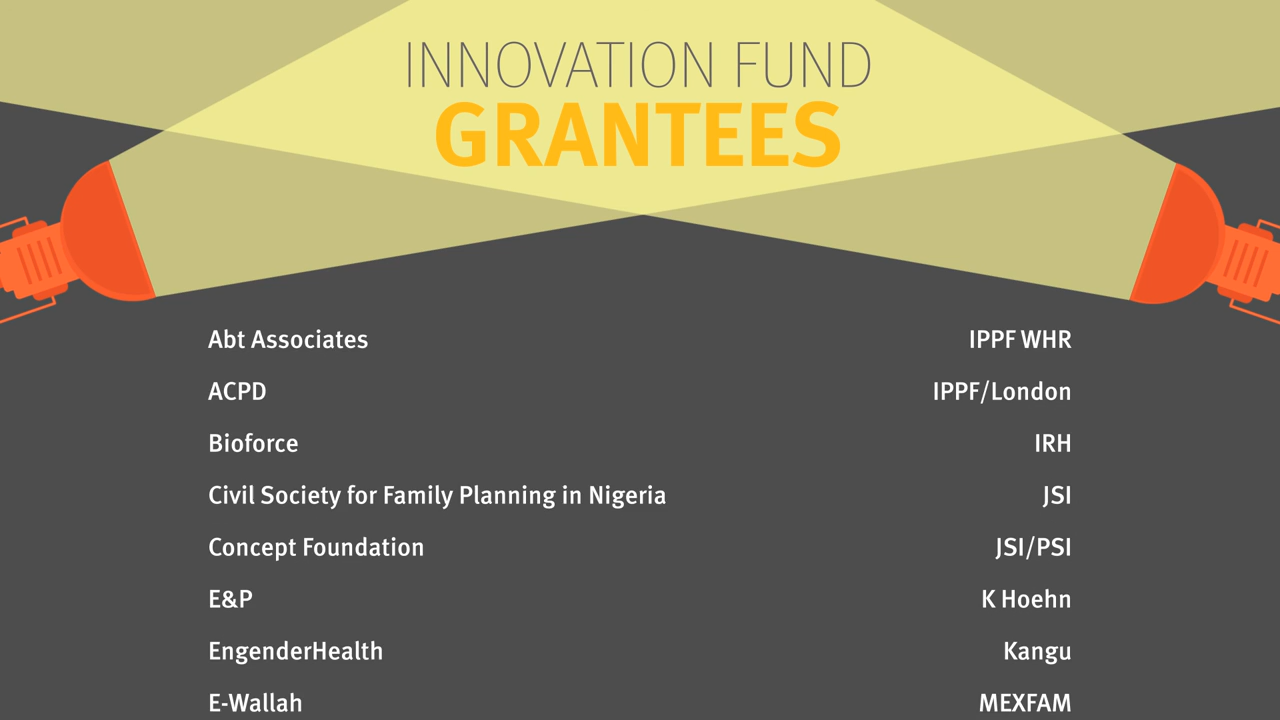 INNOVATION FUND
GRANTEES
Abt Associates
ACPD
Bioforce
Civil Society for Family Planning in Nigeria
Concept Foundation
E&P
EngenderHealth
E-Wallah
IPPF WHR
IPPF/London
IRH
JSI
JSI/PSI
K Hoehn
Kangu
MEXFAM